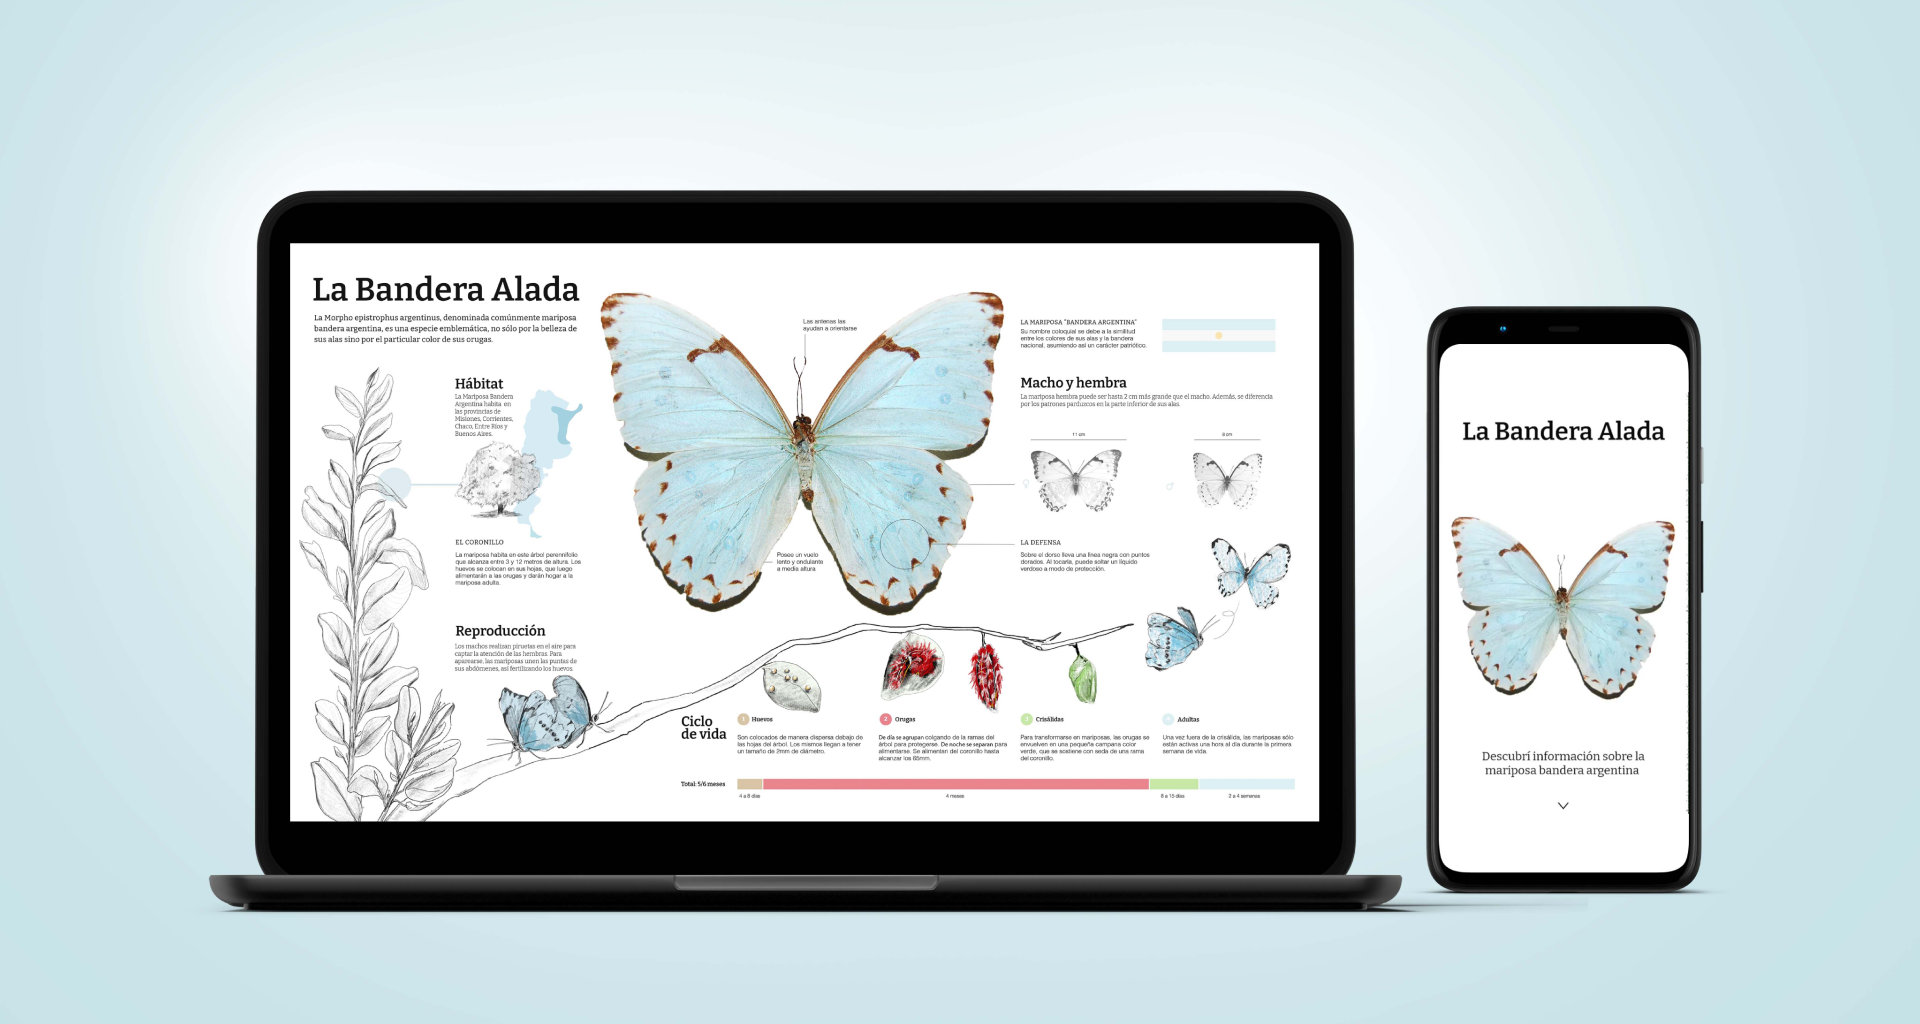 La Bandera Alada
La Morpho epistrophus argentinus, denominada comúnmente mariposa
bandera argentina, es una especie emblemática, no sólo por la belleza de
sus alas sino por el particular color de sus orugas.
Hábitat
La Mariposa Bandera
Argentina habita en
las provincias de
Misiones, Corrientes,
Chaco, Entre Ríos y
Buenos Aires.
EL CORONILLO
La mariposa habita en este árbol perennifolio
que alcanza entre 3 y 12 metros de altura. Los
huevos se colocan en sus hojas, que luego
alimentarán a las orugas y darán hogar a la
mariposa adulta.
Reproducción
Los machos realizan piruetas en el aire para
captar la atención de las hembras. Para
aparearse, las mariposas unen las puntas de
sus abdómenes, así fertilizando los huevos.
Las antenas las
ayudan a orientarse
Posee un vuelo
lento y ondulante
a media altura
LA MARIPOSA "BANDERA ARGENTINA"
Su nombre coloquial se debe a la similitud
entre los colores de sus alas y la bandera
nacional, asumiendo así un carácter patriótico.
Macho y hembra
La mariposa hembra puede ser hasta 2 cm más grande que el macho. Además, se diferencia
por los patrones particulares en la parte inferior de sus alas.
11 cm
8 cm
♀
♂
LA DEFENSA
Sobre el dorso lleva una línea negra con puntos
dorados. Al tocarla, puede soltar un líquido
verdoso a modo de protección.
Ciclo
de vida
1 Huevos
Son colocados de manera dispersa debajo de
las hojas del árbol. Los mismos llegan a tener
un tamaño de 2mm de diámetro.
2 Orugas
De día se agrupan colgando de la ramas del
árbol para protegerse. De noche se separan para
alimentarse. Se alimentan del coronillo hasta
alcanzar los 65mm.
3 Crisálidas
Para transformarse en mariposas, las orugas se
envuelven en una pequeña campana color
verde, que se sostiene con seda de una rama
del coronillo.
4 Adultas
Una vez fuera de la crisálida, las mariposas sólo
están activas una hora al día durante la primera
semana de vida.
Total: 5/6 meses
4 a 8 días
4 meses
8 a 15 días
2 a 4 semanas
La Bandera Alada
Descubrí información sobre la
mariposa bandera argentina